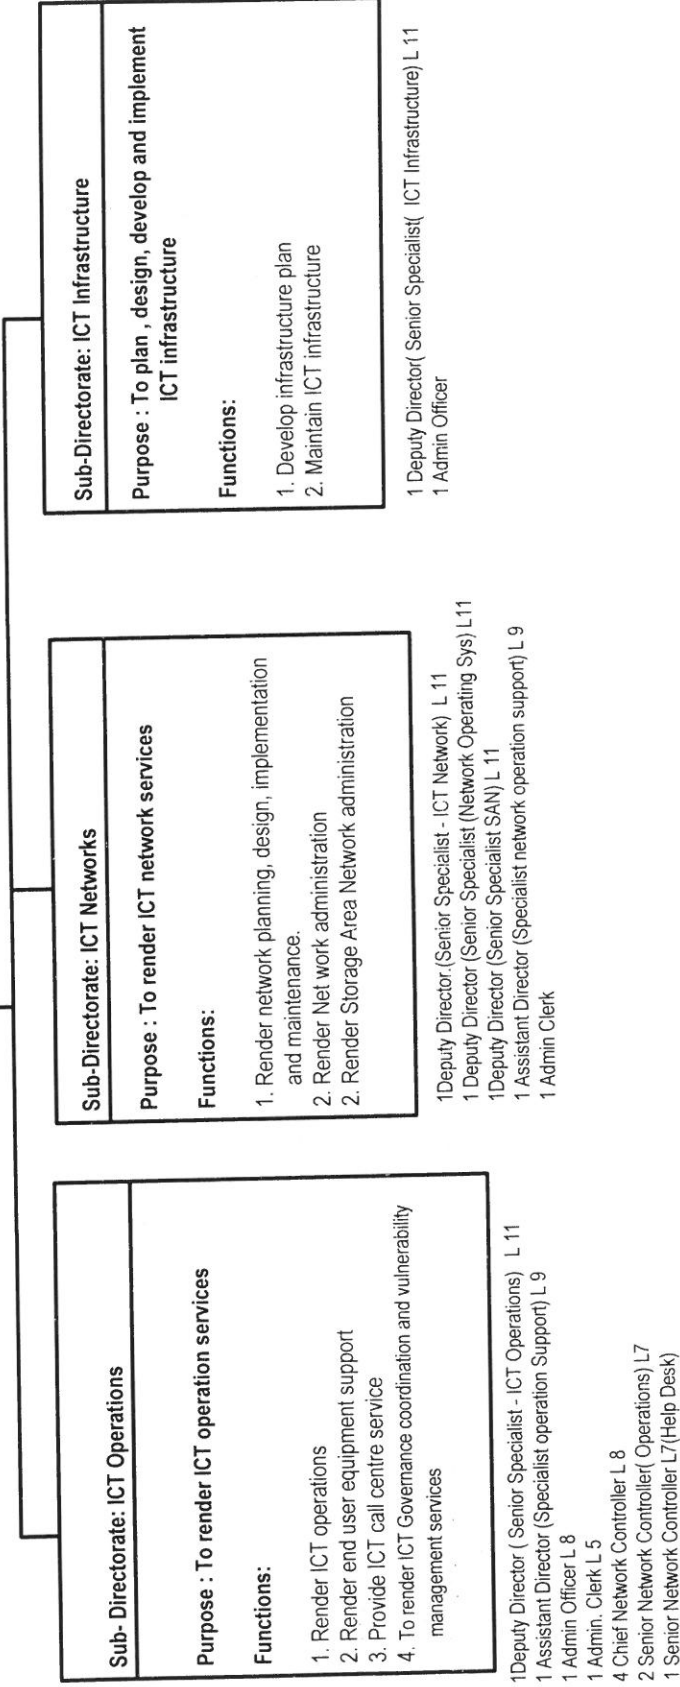 Sub- Directorate: ICT Operations
Purpose : To render ICT operation services
Functions:
1. Render ICT operations
2. Render end user equipment support
3. Provide ICT call centre service
4. To render ICT Governance coordination and vulnerability
management services
1Deputy Director ( Senior Specialist - ICT Operations) L 11
1 Assistant Director (Specialist operation Support) L 9
1 Admin Officer L 8
1 Admin. Clerk L 5
4 Chief Network Controller L 8
2 Senior Network Controller( Operations) L7
1 Senior Network Controller L7(Help Desk)
Sub-Directorate: ICT Networks
Purpose : To render ICT network services
Functions:
1. Render network planning, design, implementation
and maintenance.
2. Render Net work administration
2. Render Storage Area Network administration
1Deputy Director.(Senior Specialist - ICT Network) L 11
1 Deputy Director (Senior Specialist (Network Operating Sys) L11
1Deputy Director (Senior Specialist SAN) L 11
1 Assistant Director (Specialist network operation support) L 9
1 Admin Clerk
Sub-Directorate: ICT Infrastructure
Purpose : To plan , design, develop and implement
ICT infrastructure
Functions:
1. Develop infrastructure plan
2. Maintain ICT infrastructure
1 Deputy Director( Senior Specialist( ICT Infrastructure) L 11
1 Admin Officer